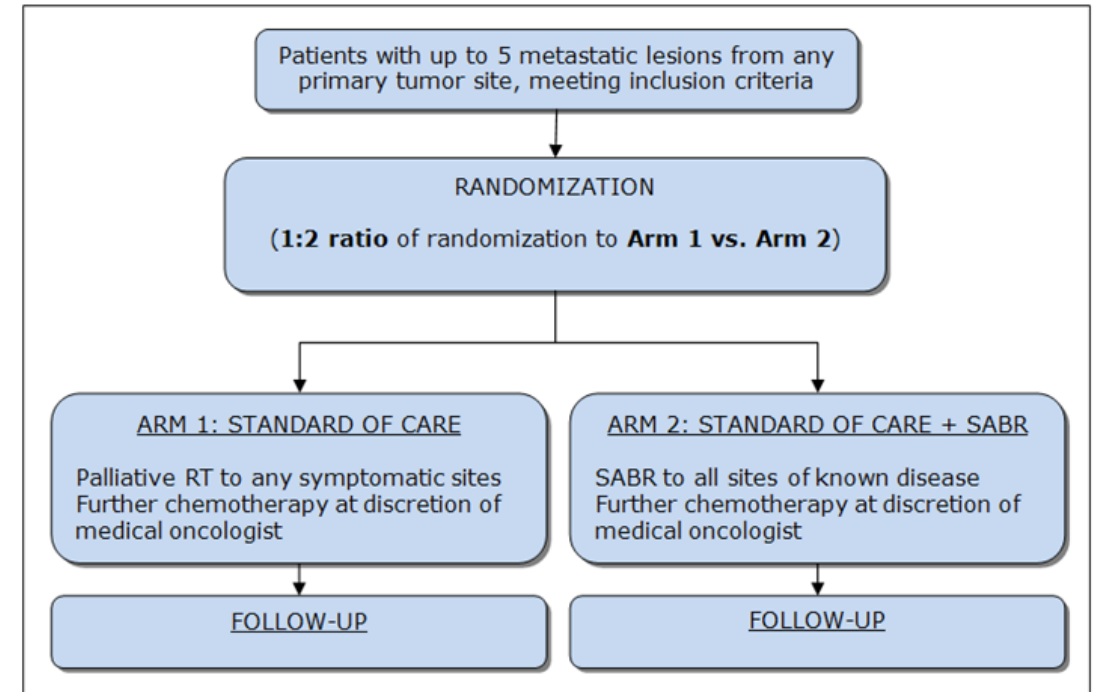 Patients with up to 5 metastatic lesions from any
primary tumor site, meeting inclusion criteria
RANDOMIZATION
(1:2 ratio of randomization to Arm 1 vs. Arm 2)
ARM 1: STANDARD OF CARE
Palliative RT to any symptomatic sites
Further chemotherapy at discretion of
medical oncologist
ARM 2: STANDARD OF CARE + SABR
SABR to all sites of known disease
Further chemotherapy at discretion of
medical oncologist
FOLLOW-UP
FOLLOW-UP